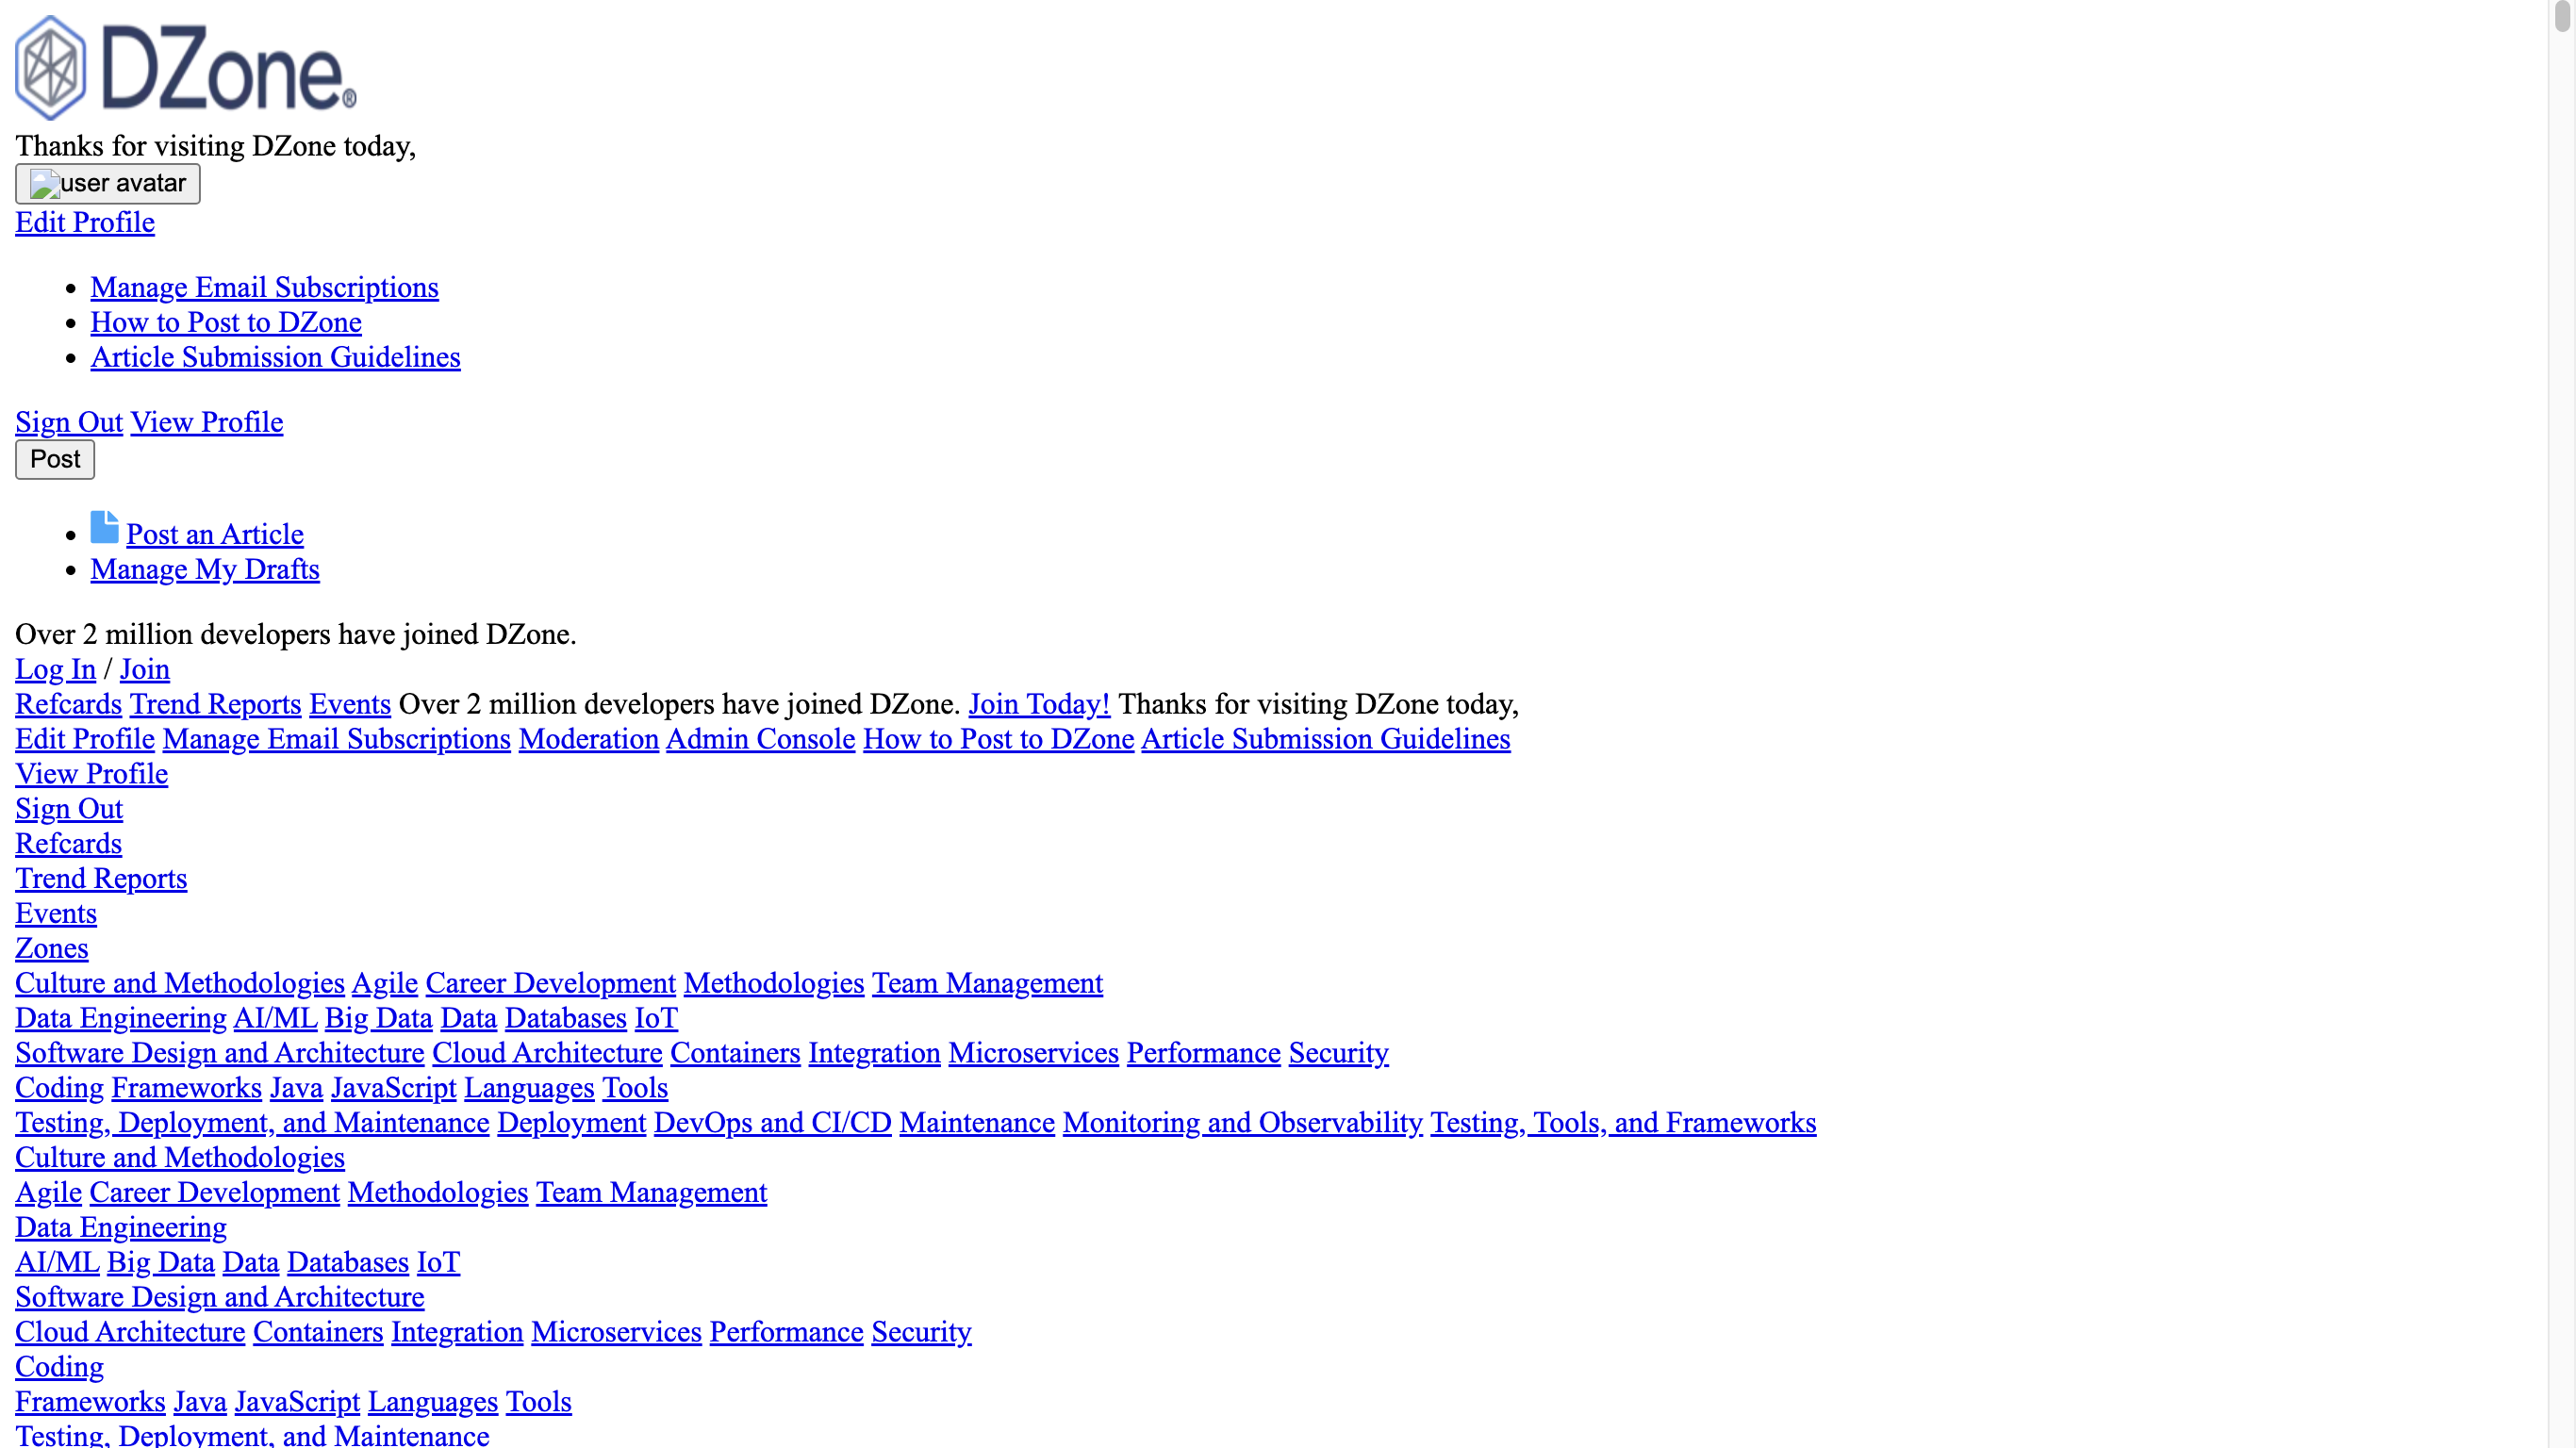 DZone®
Thanks for visiting DZone today,
user avatar
Edit Profile
Manage Email Subscriptions
How to Post to DZone
Article Submission Guidelines
Sign Out View Profile
Post
Post an Article
Manage My Drafts
Over 2 million developers have joined DZone.
Log In / Join
Refcards Trend Reports Events Over 2 million developers have joined DZone. Join Today! Thanks for visiting DZone today,
Edit Profile Manage Email Subscriptions Moderation Admin Console How to Post to DZone Article Submission Guidelines
View Profile
Sign Out
Refcards
Trend Reports
Events
Zones
Culture and Methodologies Agile Career Development Methodologies Team Management
Data Engineering AI/ML Big Data Data Databases IoT
Software Design and Architecture Cloud Architecture Containers Integration Microservices Performance Security
Coding Frameworks Java JavaScript Languages Tools
Testing, Deployment, and Maintenance Deployment DevOps and CI/CD Maintenance Monitoring and Observability Testing, Tools, and Frameworks
Culture and Methodologies
Agile Career Development Methodologies Team Management
Data Engineering
AI/ML Big Data Data Databases IoT
Software Design and Architecture
Cloud Architecture Containers Integration Microservices Performance Security
Coding
Frameworks Java JavaScript Languages Tools
Testing, Deployment, and Maintenance